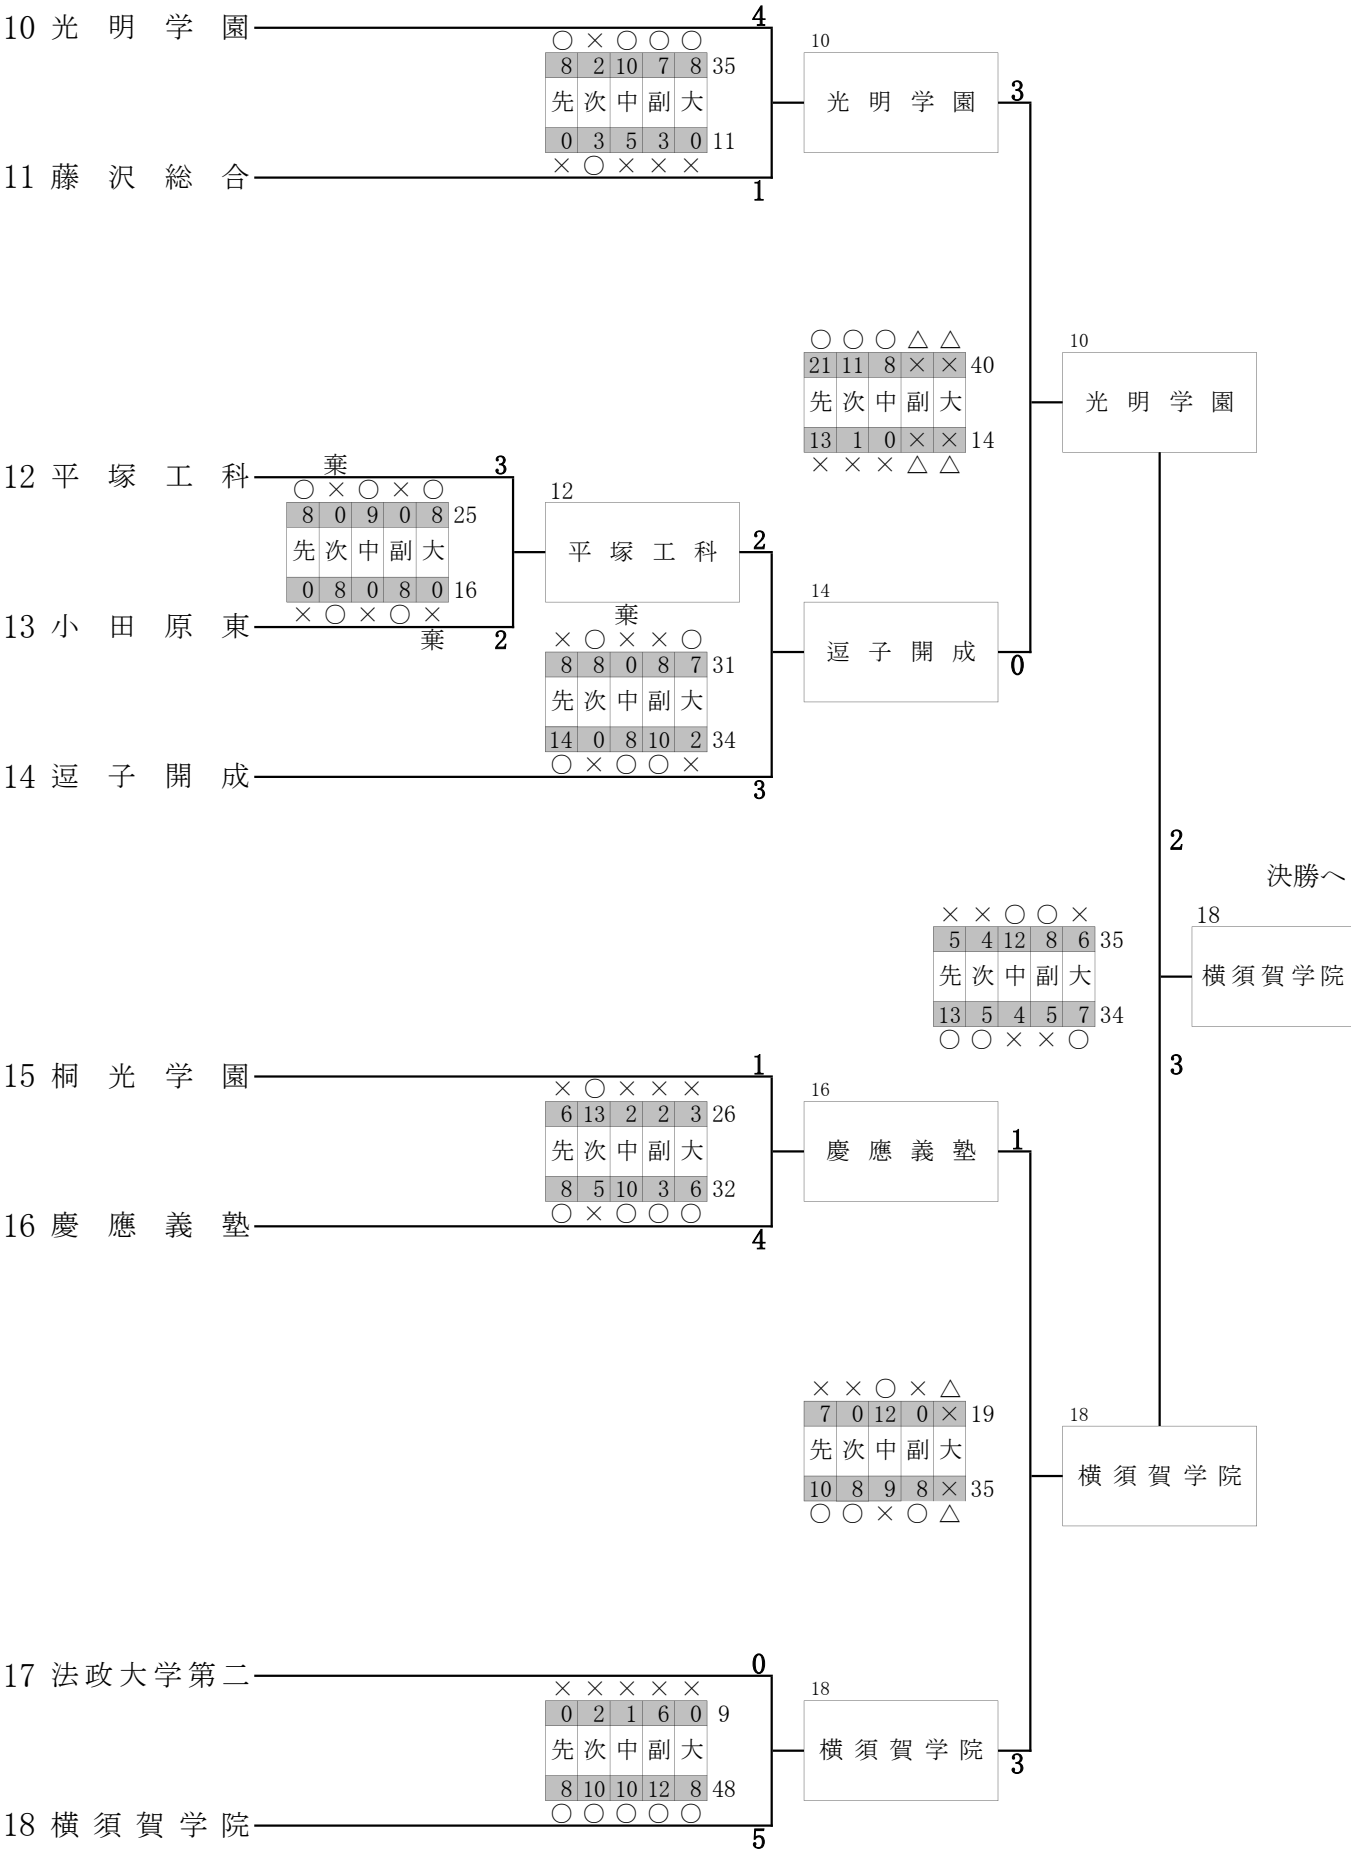 10 光明学園
4
○×○○○
8 2 10 7 8 35
先次中副大
0 3 5 3 0 11
×○×××
11 藤沢総合
1
10
光明学園
3
○○○△△
21 11 8 × × 40
先次中副大
13 1 0 × × 14
×××△△
10
光明学園
12 平塚工科
棄
3
○×○×○
8 0 9 0 8 25
先次中副大
0 8 0 8 0 16
×○×○×
13 小田原東
棄
2
12
平塚工科
2
棄
×○××○
8 8 0 8 7 31
先次中副大
14 0 8 10 2 34
○×○○×
14 逗子開成
3
14
逗子開成
0
2
決勝へ
××○○×
5 4 12 8 6 35
先次中副大
13 5 4 5 7 34
○○××○
18
横須賀学院
3
15 桐光学園
1
×○×××
6 13 2 2 3 26
先次中副大
8 5 10 3 6 32
○×○○○
16 慶應義塾
4
16
慶應義塾
1
××○×△
7 0 12 0 × 19
先次中副大
10 8 9 8 × 35
○○×○△
18
横須賀学院
17 法政大学第二
0
×××××
0 2 1 6 0 9
先次中副大
8 10 10 12 8 48
○○○○○
18 横須賀学院
5
18
横須賀学院
3